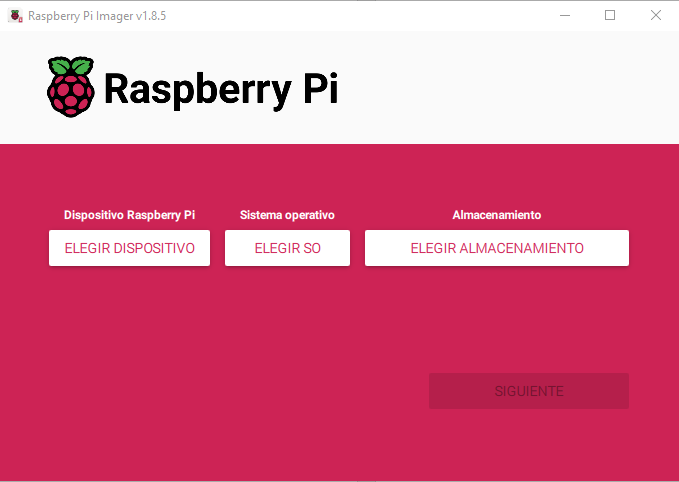 Raspberry Pi Imager v1.8.5
Raspberry Pi
Dispositivo Raspberry Pi
Sistema operativo
Almacenamiento
ELEGIR DISPOSITIVO
ELEGIR SO
ELEGIR ALMACENAMIENTO
SIGUIENTE